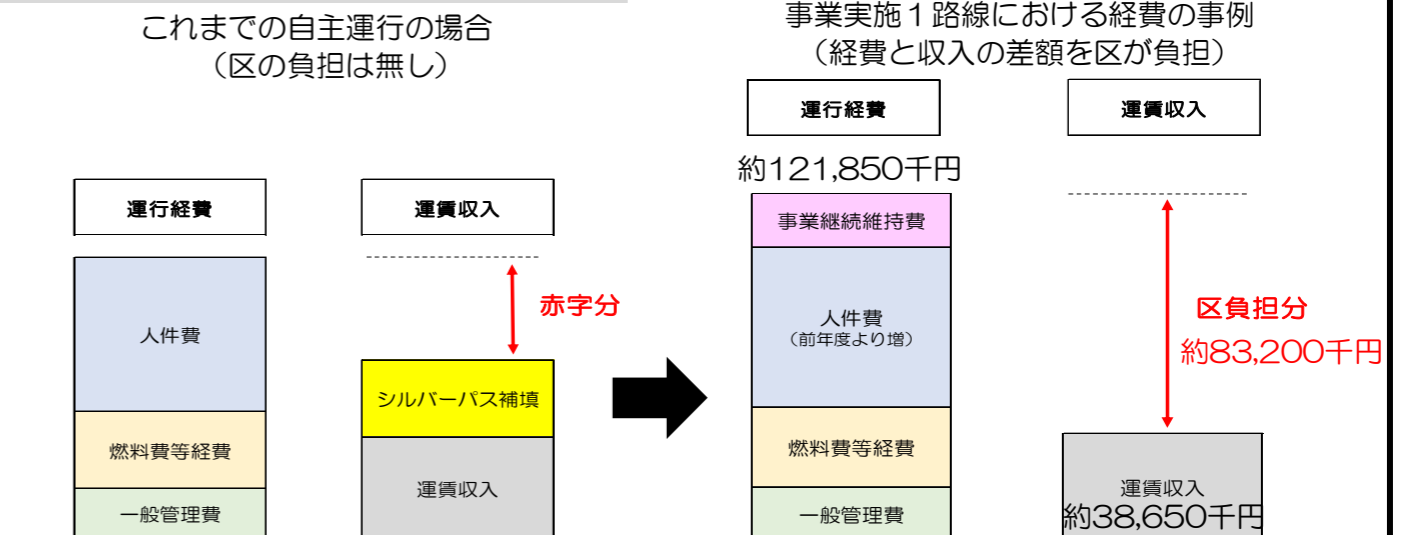 これまでの自主運行の場合
（区の負担は無し）
運行経費
運賃収入
人件費
燃料費等経費
一般管理費
赤字分
シルバーパス補填
運賃収入
事業実施１路線における経費の事例
（経費と収入の差額を区が負担）
運行経費
運賃収入
約121,850千円
事業継続維持費
人件費
（前年度より増）
燃料費等経費
一般管理費
区負担分
約83,200千円
運賃収入
約38,650千円